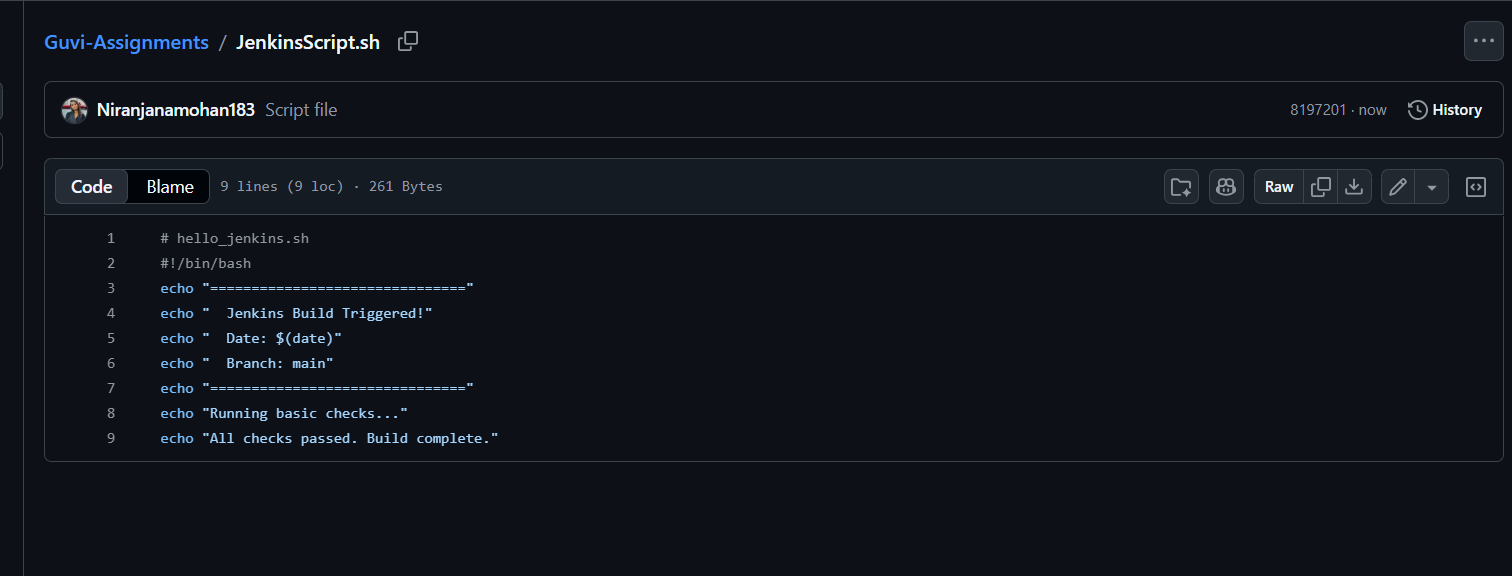 Guvi-Assignments / JenkinsScript.sh
Niranjanamohan183 Script file 8197201 · now History
Code Blame 9 lines (9 loc) · 261 Bytes Raw
1 # hello_jenkins.sh
2 #!/bin/bash
3 echo "==============================="
4 echo "  Jenkins Build Triggered!"
5 echo "  Date: $(date)"
6 echo "  Branch: main"
7 echo "==============================="
8 echo "Running basic checks..."
9 echo "All checks passed. Build complete."